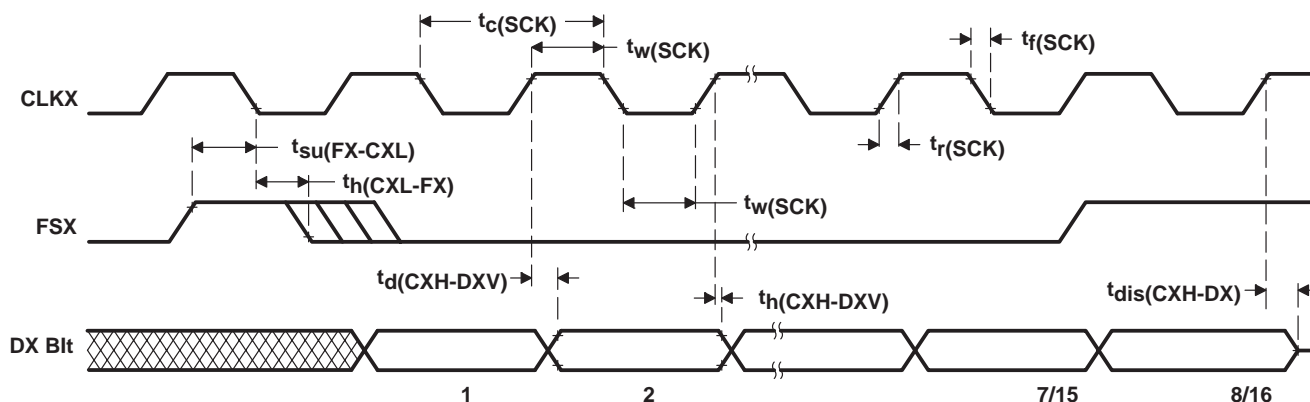 tc(SCK)
tw(SCK)
tf(SCK)
CLKX
tsu(FX-CXL)
tr(SCK)
th(CXL-FX)
tw(SCK)
FSX
td(CXH-DXV)
th(CXH-DXV)
tdis(CXH-DX)
DX BIt
1 2 7/15 8/16